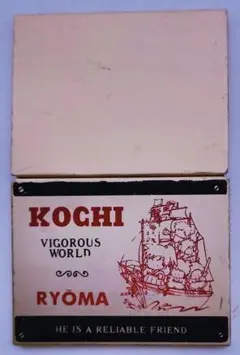 KOCHI
VIGOROUS
WORLD
RYŌMA
HE IS A RELIABLE FRIEND